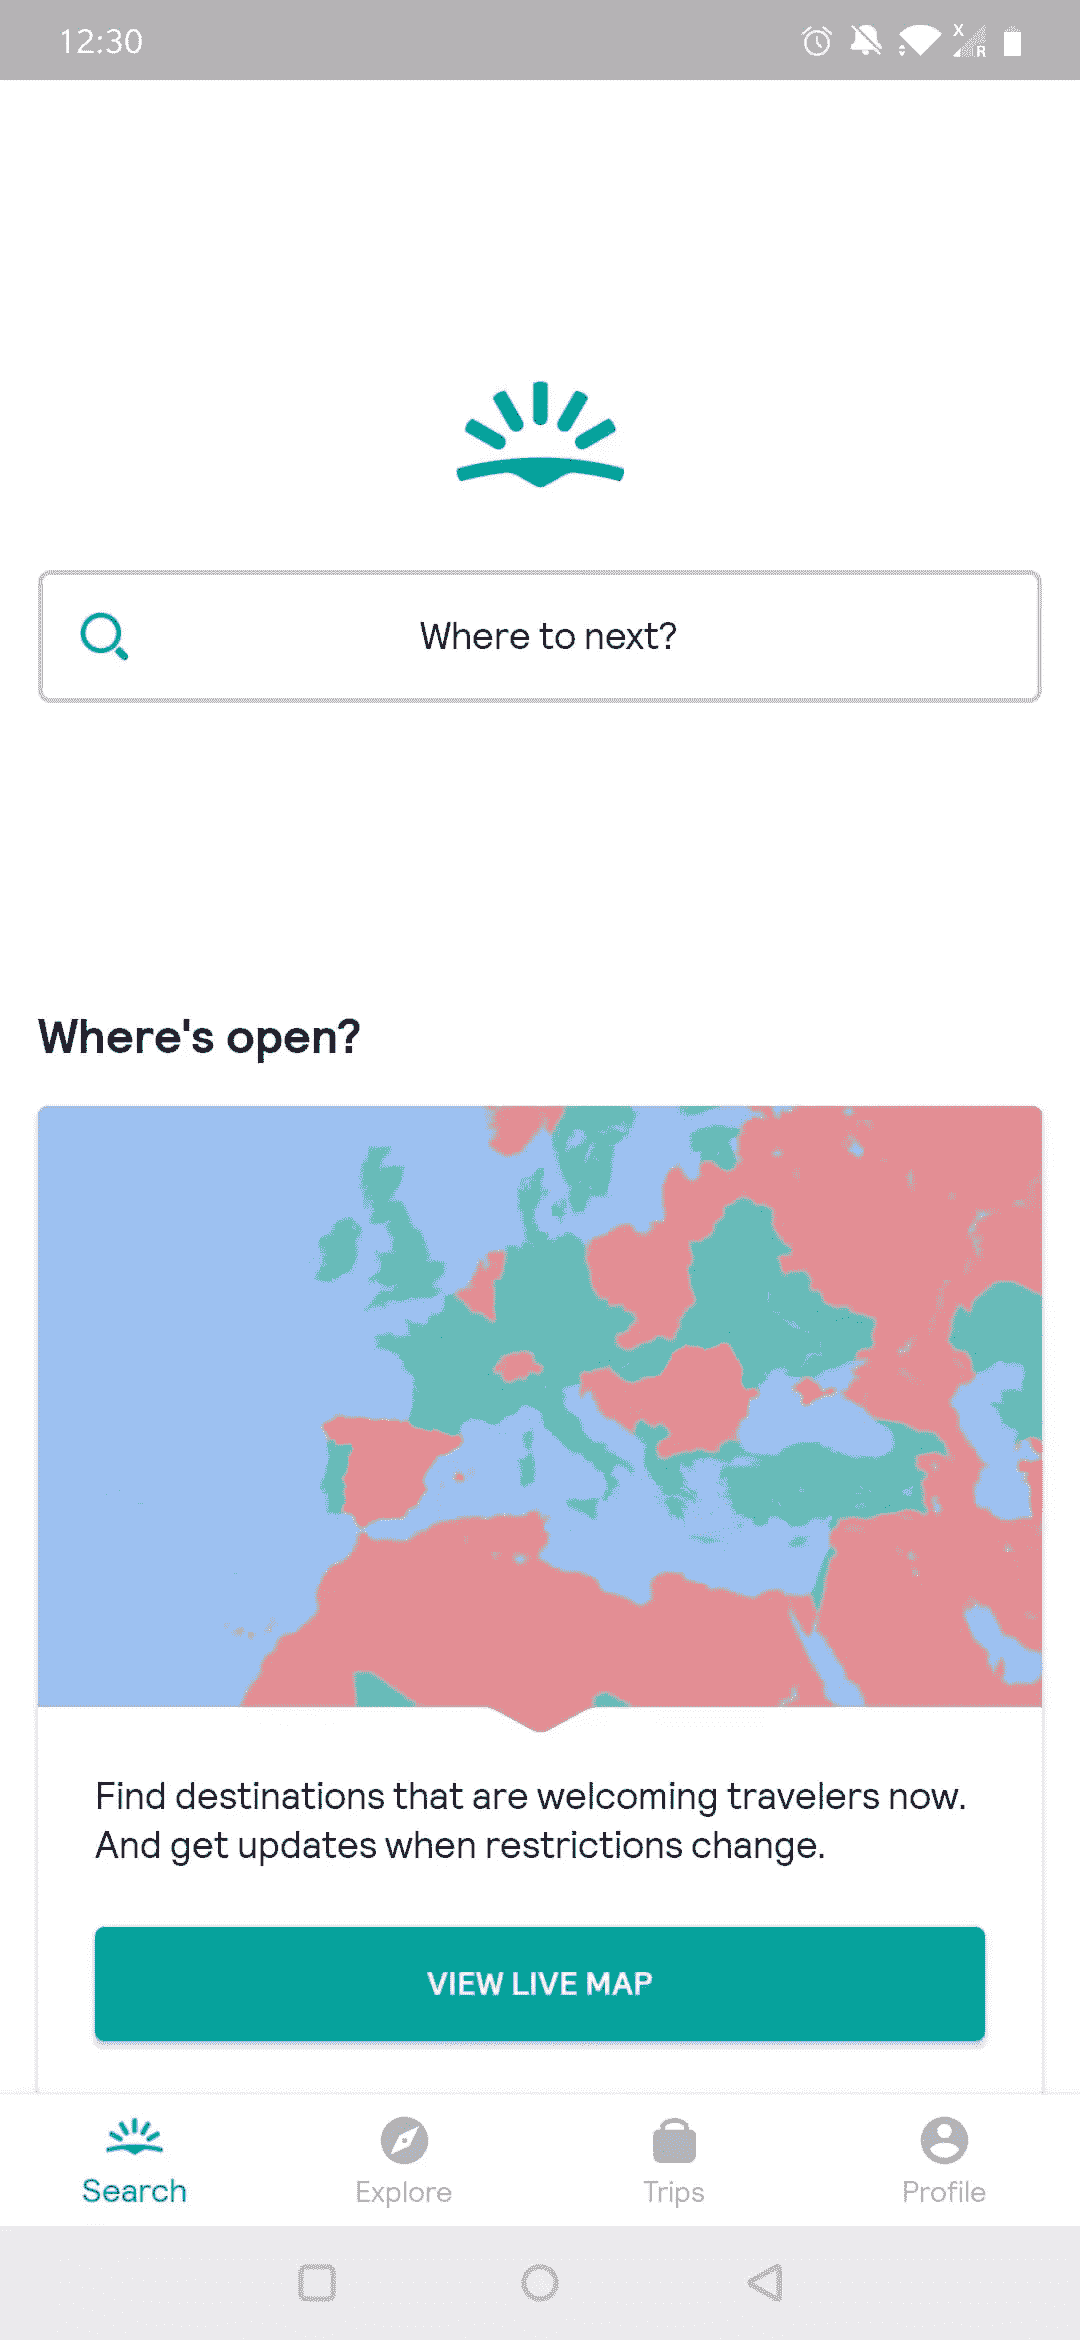 12:30
X
R
Where to next?
Where's open?
Find destinations that are welcoming travelers now.
And get updates when restrictions change.
VIEW LIVE MAP
Search
Explore
Trips
Profile